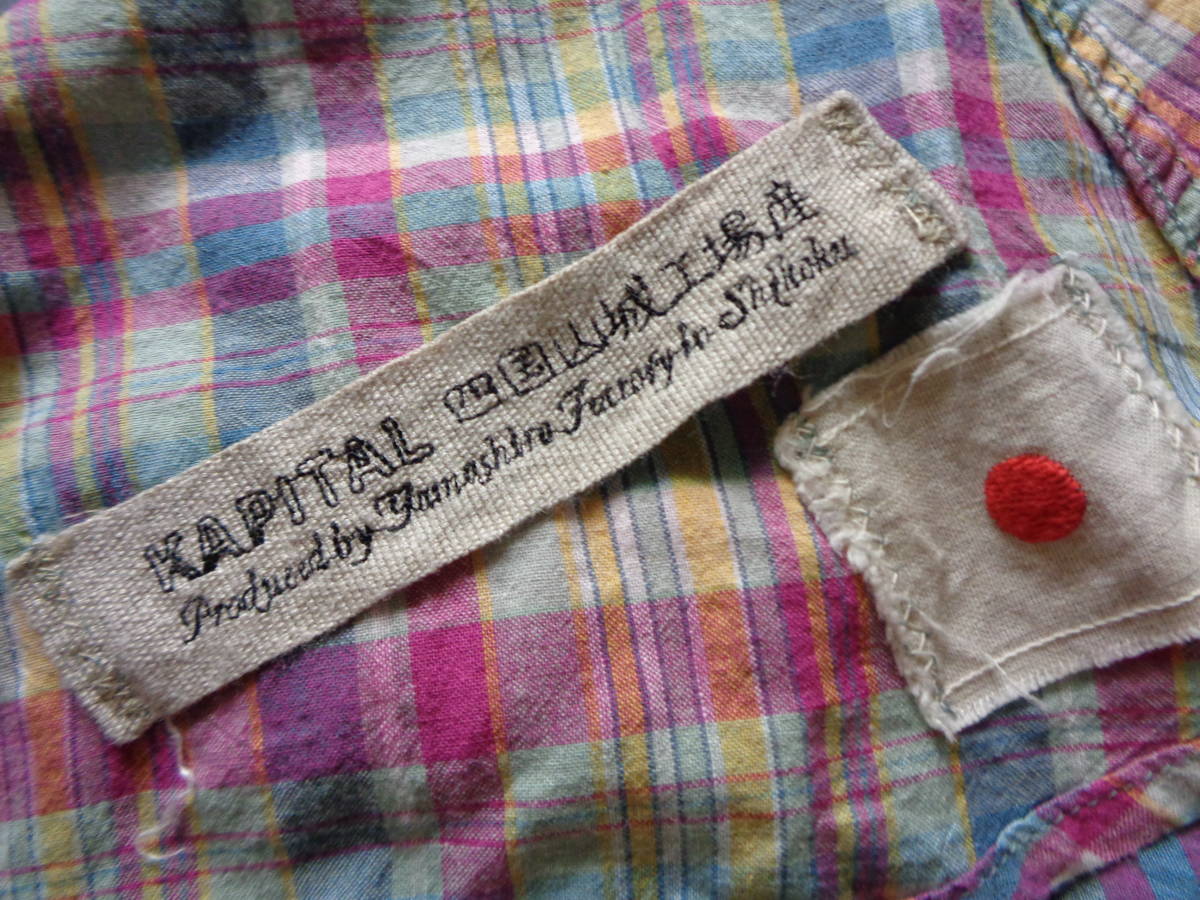 KAPITAL 四国山城工場産
Produced by Yamashiro Factory in Shikoku